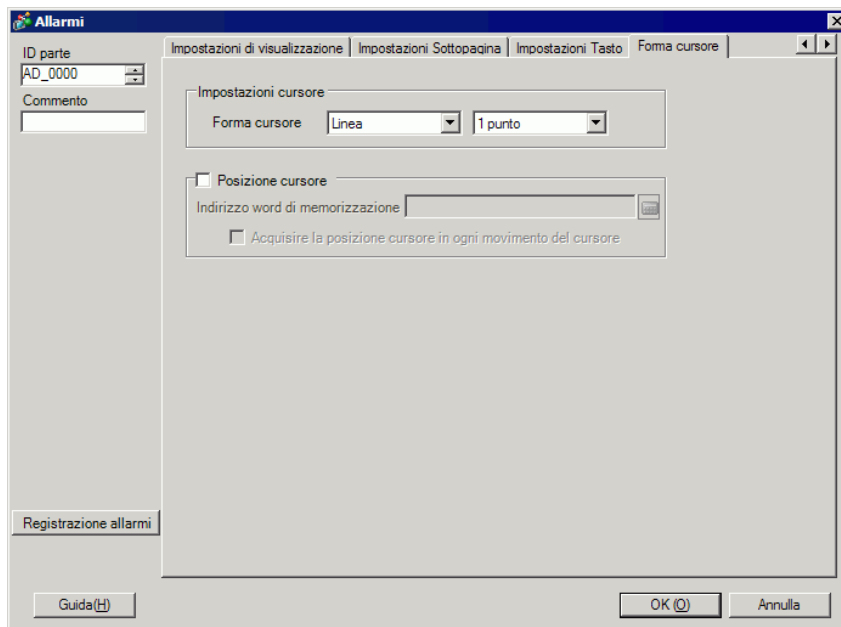 Allarmi
ID parte
AD_0000
Commento
Impostazioni di visualizzazione Impostazioni Sottopagina Impostazioni Tasto Forma cursore
Impostazioni cursore
Forma cursore Linea 1 punto
Posizione cursore
Indirizzo word di memorizzazione
Acquisire la posizione cursore in ogni movimento del cursore
Registrazione allarmi
Guida(H) OK (O) Annulla